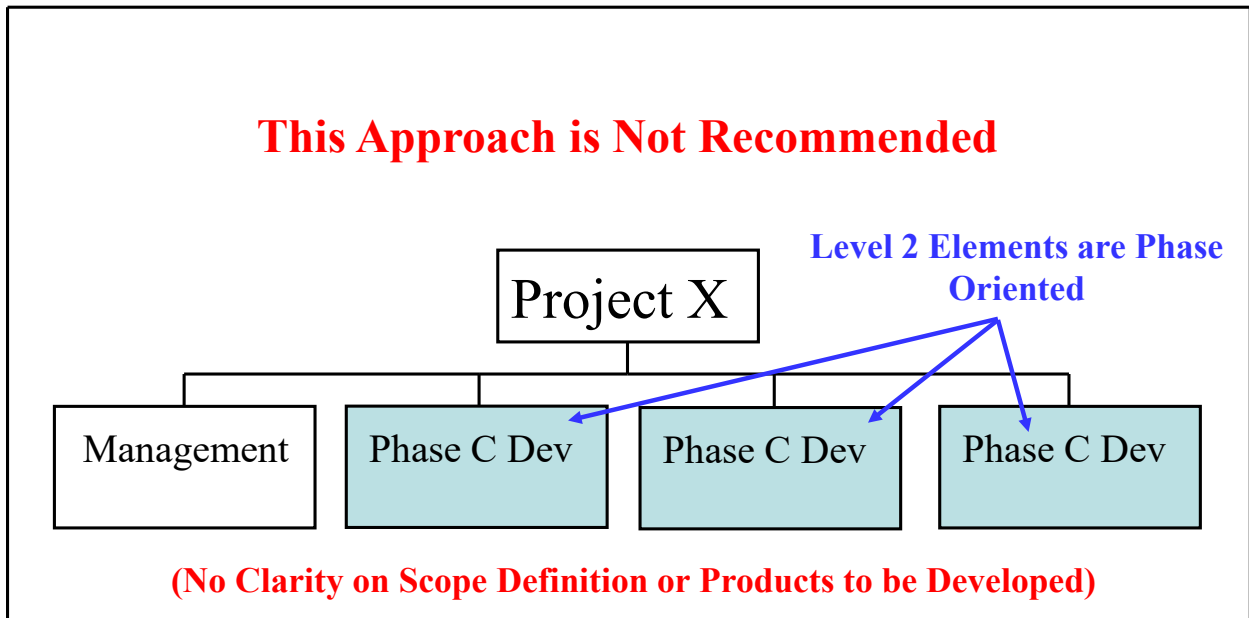 This Approach is Not Recommended
Level 2 Elements are Phase
Oriented
Project X
Management
Phase C Dev
Phase C Dev
Phase C Dev
(No Clarity on Scope Definition or Products to be Developed)